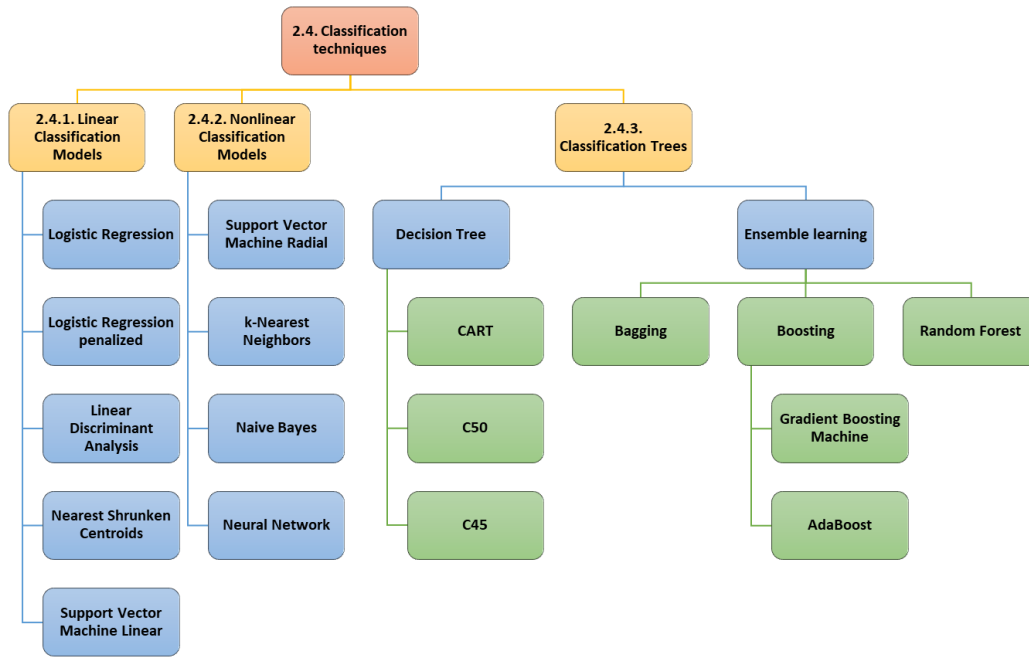 2.4. Classification
techniques
2.4.1. Linear
Classification
Models
2.4.2. Nonlinear
Classification
Models
2.4.3.
Classification Trees
Logistic Regression
Support Vector
Machine Radial
Decision Tree
Ensemble learning
Logistic Regression
penalized
k-Nearest
Neighbors
CART
Bagging
Boosting
Random Forest
Linear
Discriminant
Analysis
Naive Bayes
C50
Gradient Boosting
Machine
Nearest Shrunken
Centroids
Neural Network
C45
AdaBoost
Support Vector
Machine Linear